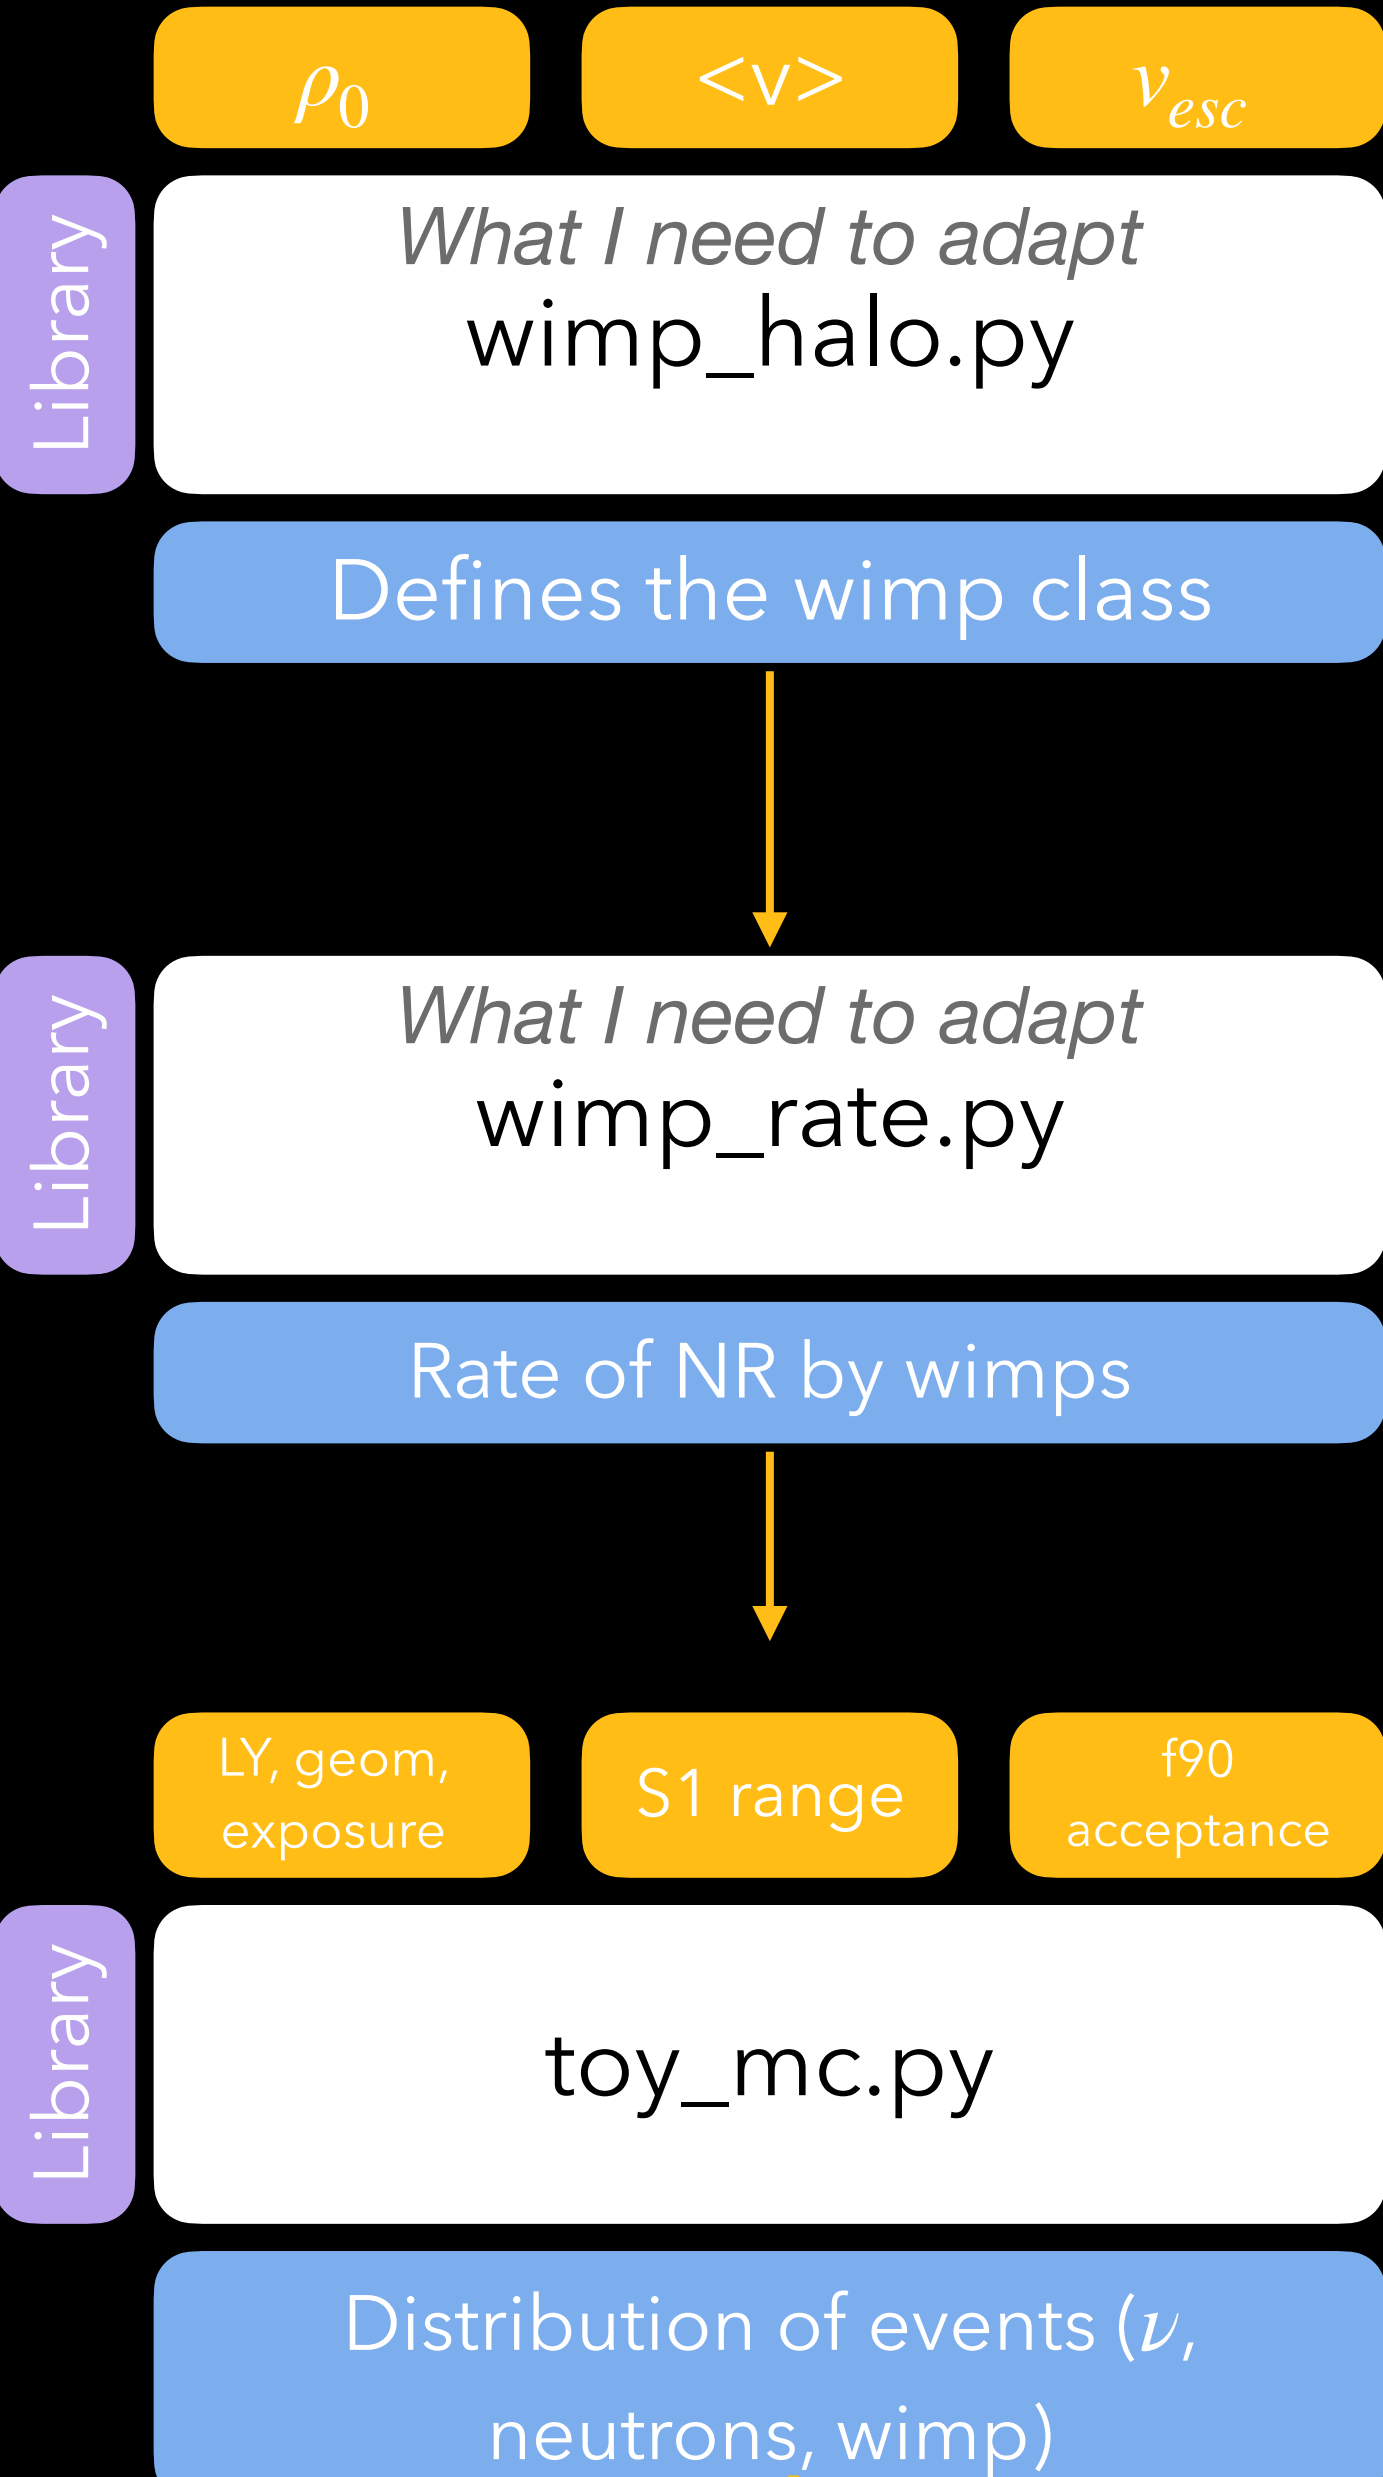 ρ0
<v>
vesc
Library
What I need to adapt
wimp_halo.py
Defines the wimp class
Library
What I need to adapt
wimp_rate.py
Rate of NR by wimps
LY, geom,
exposure
S1 range
f90
acceptance
Library
toy_mc.py
Distribution of events (ν,
neutrons, wimp)